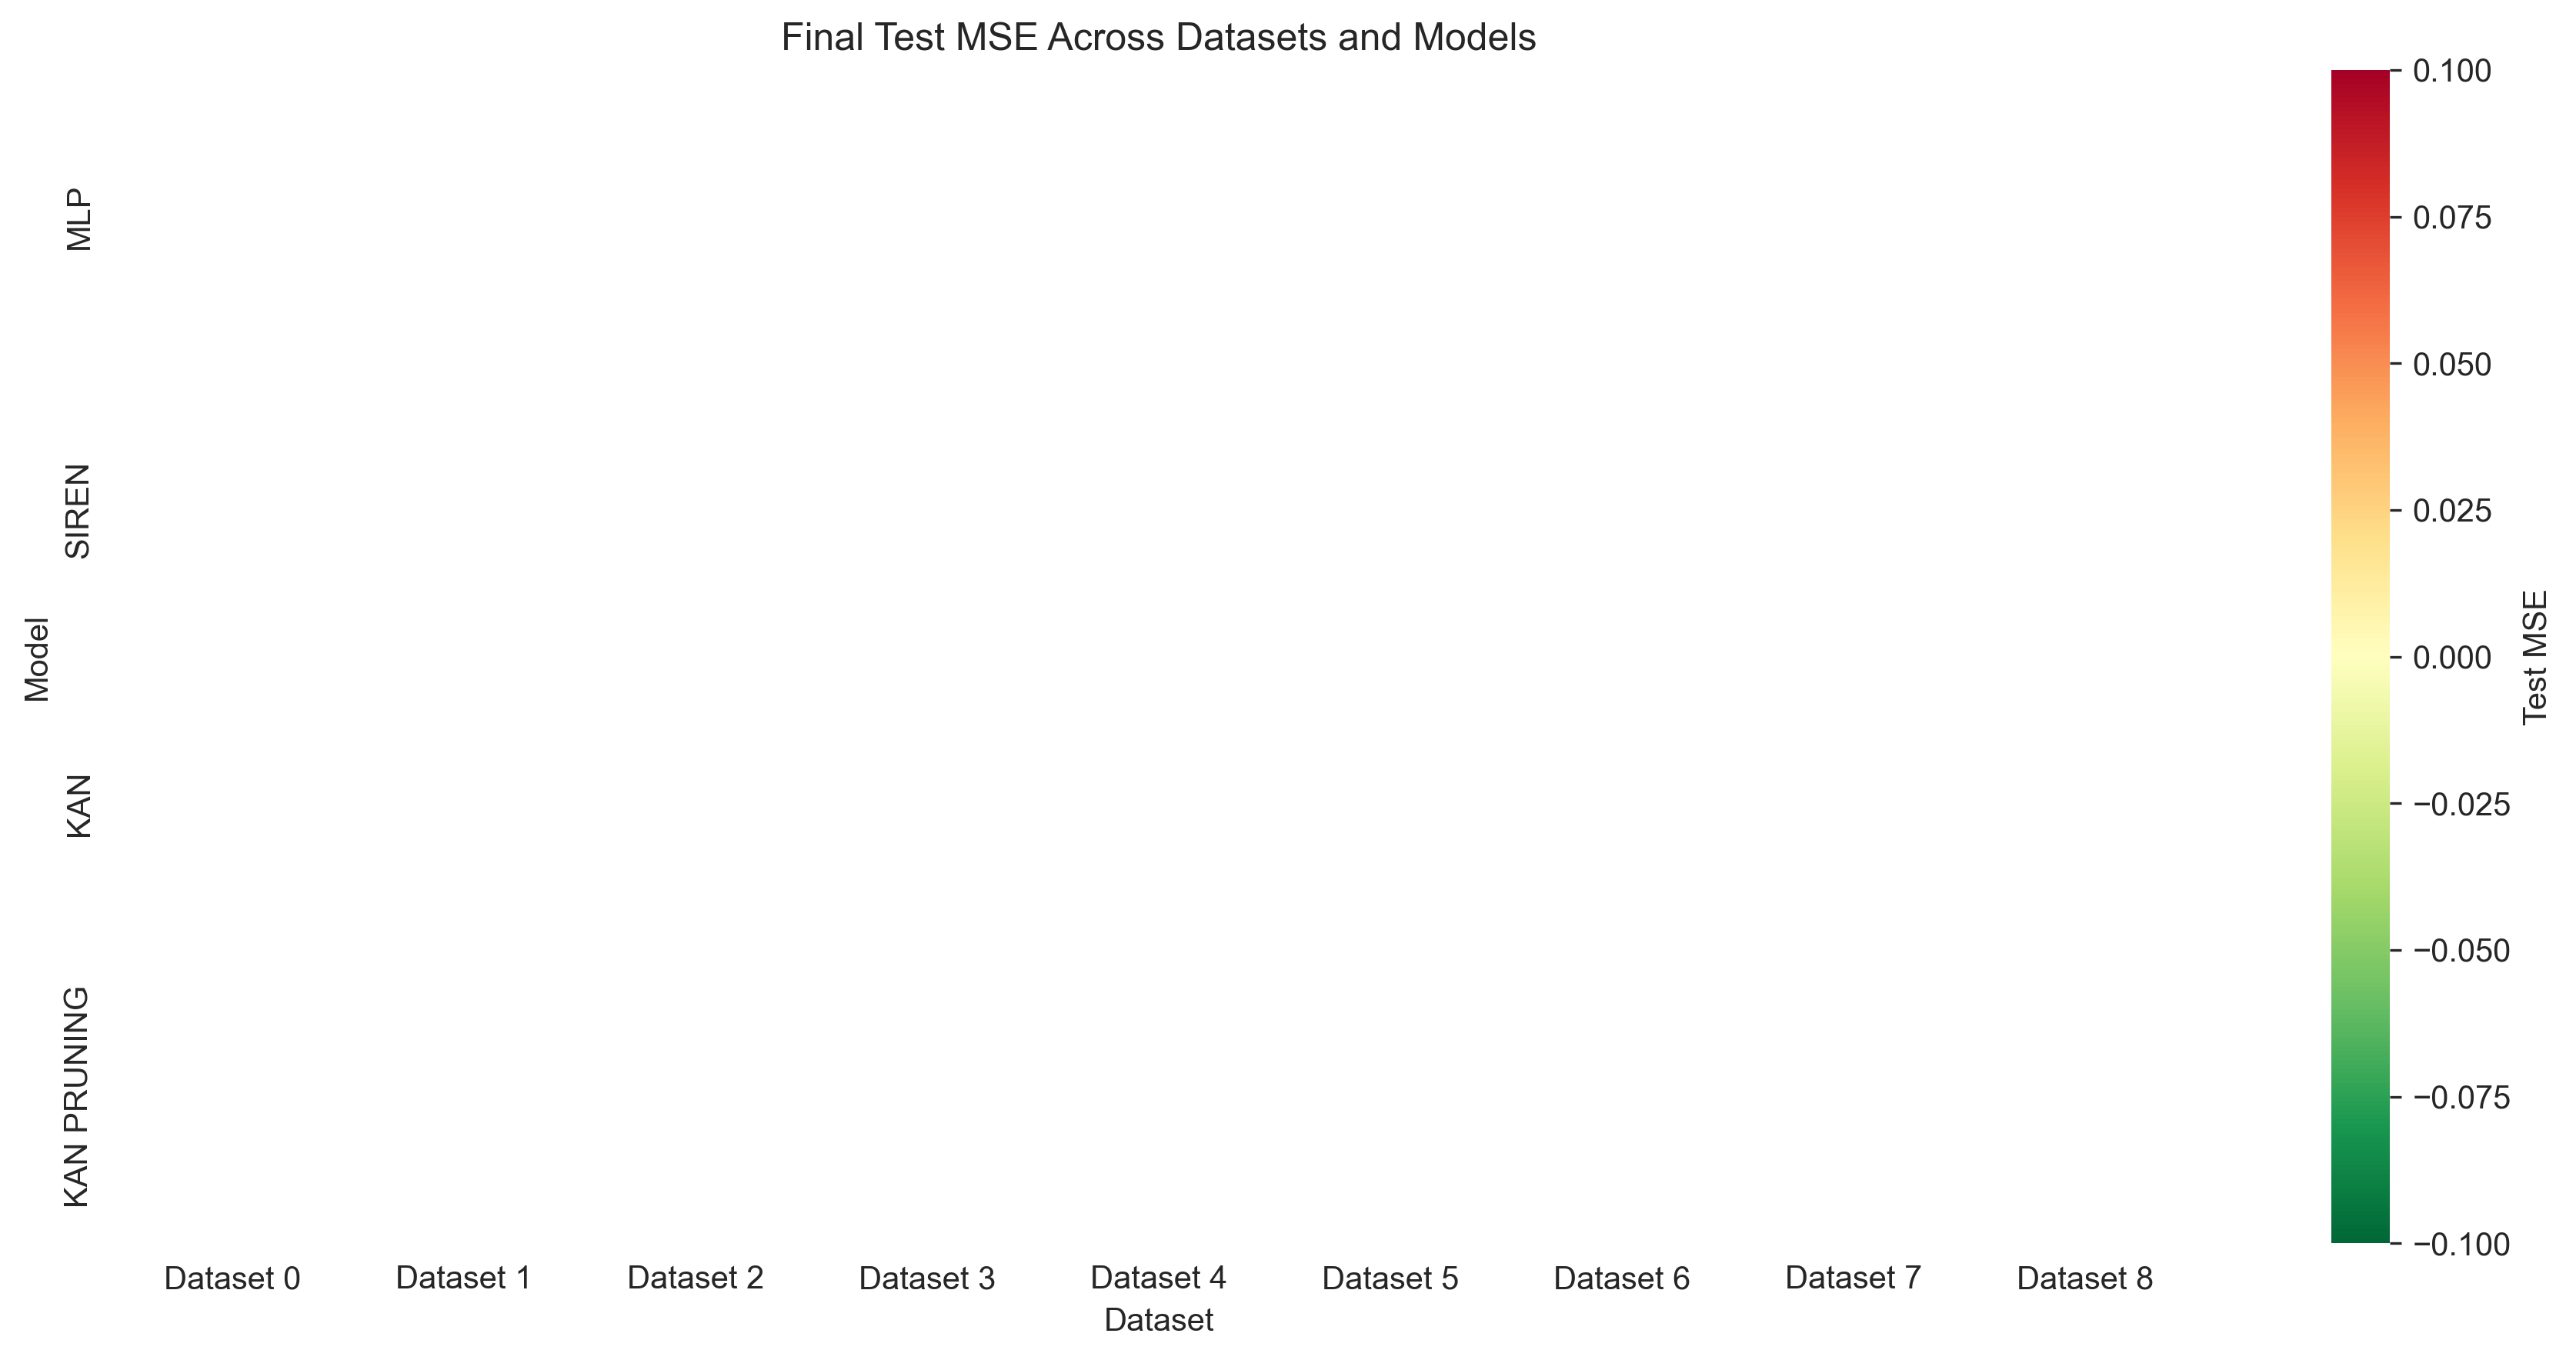 Final Test MSE Across Datasets and Models
Model
MLP
SIREN
KAN
KAN PRUNING
Dataset 0 Dataset 1 Dataset 2 Dataset 3 Dataset 4 Dataset 5 Dataset 6 Dataset 7 Dataset 8
Dataset
0.100
0.075
0.050
0.025
0.000
−0.025
−0.050
−0.075
−0.100
Test MSE